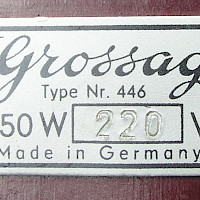 Grossag
Type Nr. 446
50 W 220 V
Made in Germany